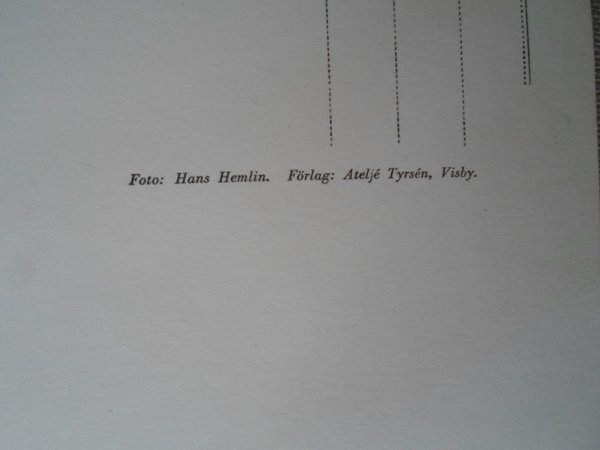 Foto: Hans Hemlin. Förlag: Ateljé Tyrsén, Visby.